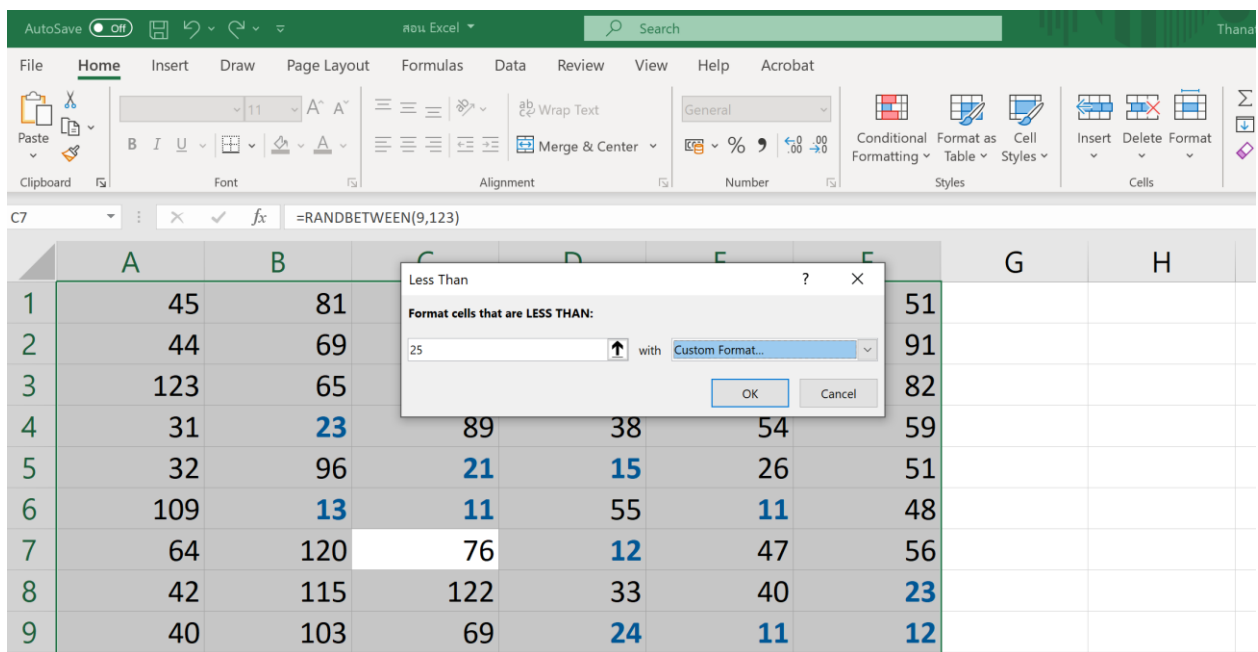 AutoSave Off สอน Excel Search Thanat
File Home Insert Draw Page Layout Formulas Data Review View Help Acrobat
11 A^ Aˇ ab Wrap Text General
Paste B I U A Merge & Center % 9 .00 .00 Conditional Formatting Format as Table Cell Styles Insert Delete Format
Clipboard Font Alignment Number Styles Cells
C7 fx =RANDBETWEEN(9,123)
A B G H
Less Than ? ×
Format cells that are LESS THAN:
25 with Custom Format...
OK Cancel
1 45 81 51
2 44 69 91
3 123 65 82
4 31 23 89 38 54 59
5 32 96 21 15 26 51
6 109 13 11 55 11 48
7 64 120 76 12 47 56
8 42 115 122 33 40 23
9 40 103 69 24 11 12